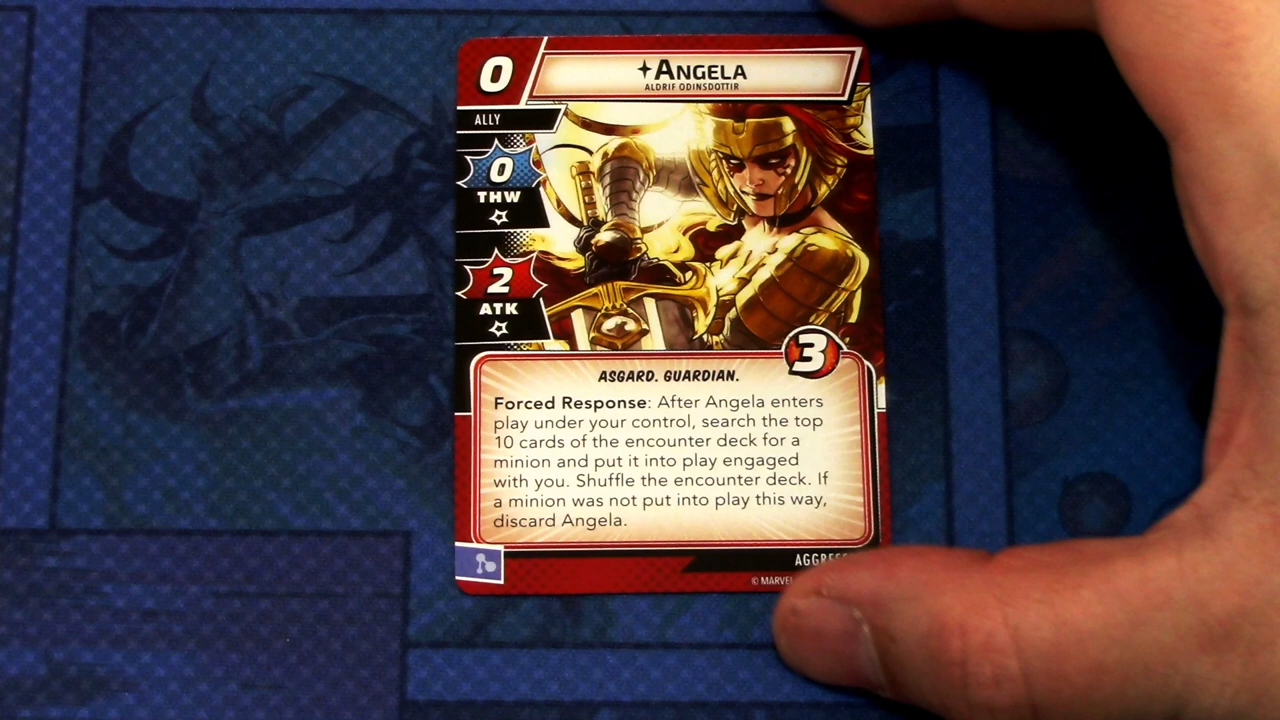 0
Angela
ALDRIF ODINSDOTTIR
ALLY
0
THW
2
ATK
3
ASGARD. GUARDIAN.
Forced Response: After Angela enters
play under your control, search the top
10 cards of the encounter deck for a
minion and put it into play engaged
with you. Shuffle the encounter deck. If
a minion was not put into play this way,
discard Angela.
© MARVEL